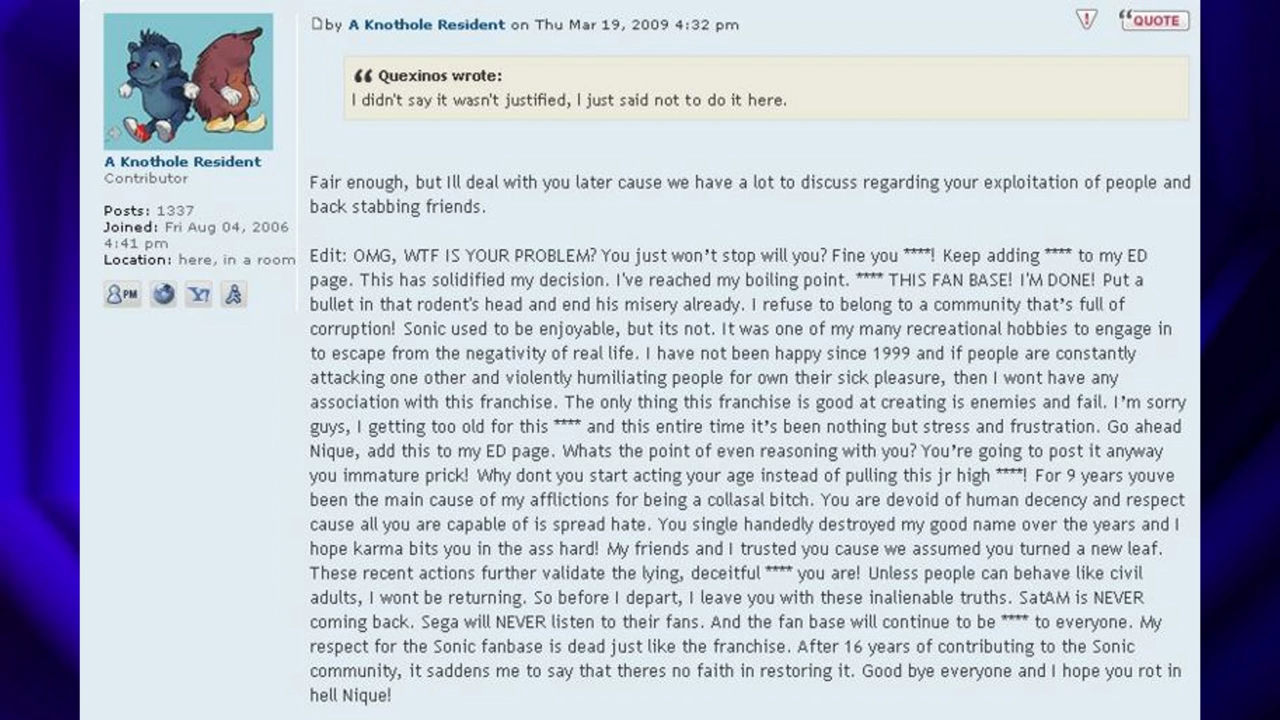 by A Knothole Resident on Thu Mar 19, 2009 4:32 pm
QUOTE
Quexinos wrote:
I didn't say it wasn't justified, I just said not to do it here.
A Knothole Resident
Contributor
Posts: 1337
Joined: Fri Aug 04, 2006
4:41 pm
Location: here, in a room
PM
Y!
Fair enough, but Ill deal with you later cause we have a lot to discuss regarding your exploitation of people and
back stabbing friends.
Edit: OMG, WTF IS YOUR PROBLEM? You just won't stop will you? Fine you ****! Keep adding **** to my ED
page. This has solidified my decision. I've reached my boiling point. **** THIS FAN BASE! I'M DONE! Put a
bullet in that rodent's head and end his misery already. I refuse to belong to a community that's full of
corruption! Sonic used to be enjoyable, but its not. It was one of my many recreational hobbies to engage in
to escape from the negativity of real life. I have not been happy since 1999 and if people are constantly
attacking one other and violently humiliating people for own their sick pleasure, then I wont have any
association with this franchise. The only thing this franchise is good at creating is enemies and fail. I'm sorry
guys, I getting too old for this **** and this entire time it's been nothing but stress and frustration. Go ahead
Nique, add this to my ED page. Whats the point of even reasoning with you? You're going to post it anyway
you immature prick! Why dont you start acting your age instead of pulling this jr high ****! For 9 years youve
been the main cause of my afflictions for being a collasal bitch. You are devoid of human decency and respect
cause all you are capable of is spread hate. You single handedly destroyed my good name over the years and I
hope karma bits you in the ass hard! My friends and I trusted you cause we assumed you turned a new leaf.
These recent actions further validate the lying, deceitful **** you are! Unless people can behave like civil
adults, I wont be returning. So before I depart, I leave you with these inalienable truths. SatAM is NEVER
coming back. Sega will NEVER listen to their fans. And the fan base will continue to be **** to everyone. My
respect for the Sonic fanbase is dead just like the franchise. After 16 years of contributing to the Sonic
community, it saddens me to say that theres no faith in restoring it. Good bye everyone and I hope you rot in
hell Nique!